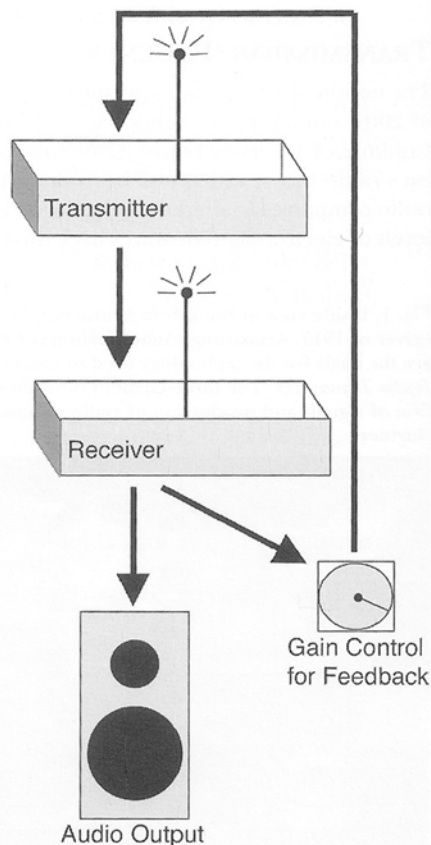 Transmitter
Receiver
Gain Control
for Feedback
Audio Output